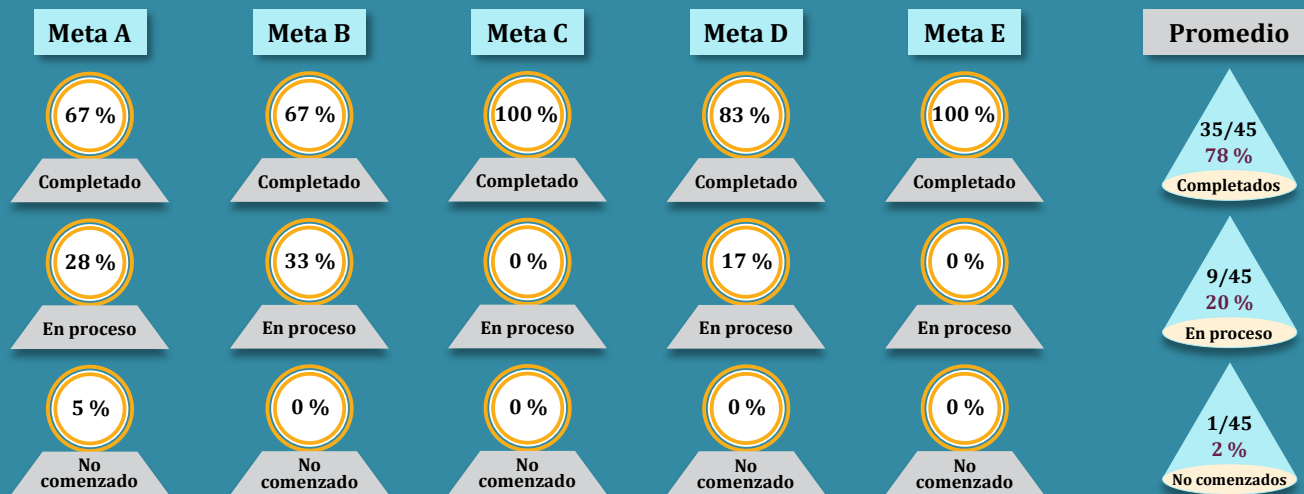 Meta A
Meta B
Meta C
Meta D
Meta E
Promedio
67 %
67 %
100 %
83 %
100 %
35/45
78 %
Completado
Completado
Completado
Completado
Completado
Completados
28 %
33 %
0 %
17 %
0 %
9/45
20 %
En proceso
En proceso
En proceso
En proceso
En proceso
En proceso
5 %
0 %
0 %
0 %
0 %
1/45
2 %
No
comenzado
No
comenzado
No
comenzado
No
comenzado
No
comenzado
No comenzados